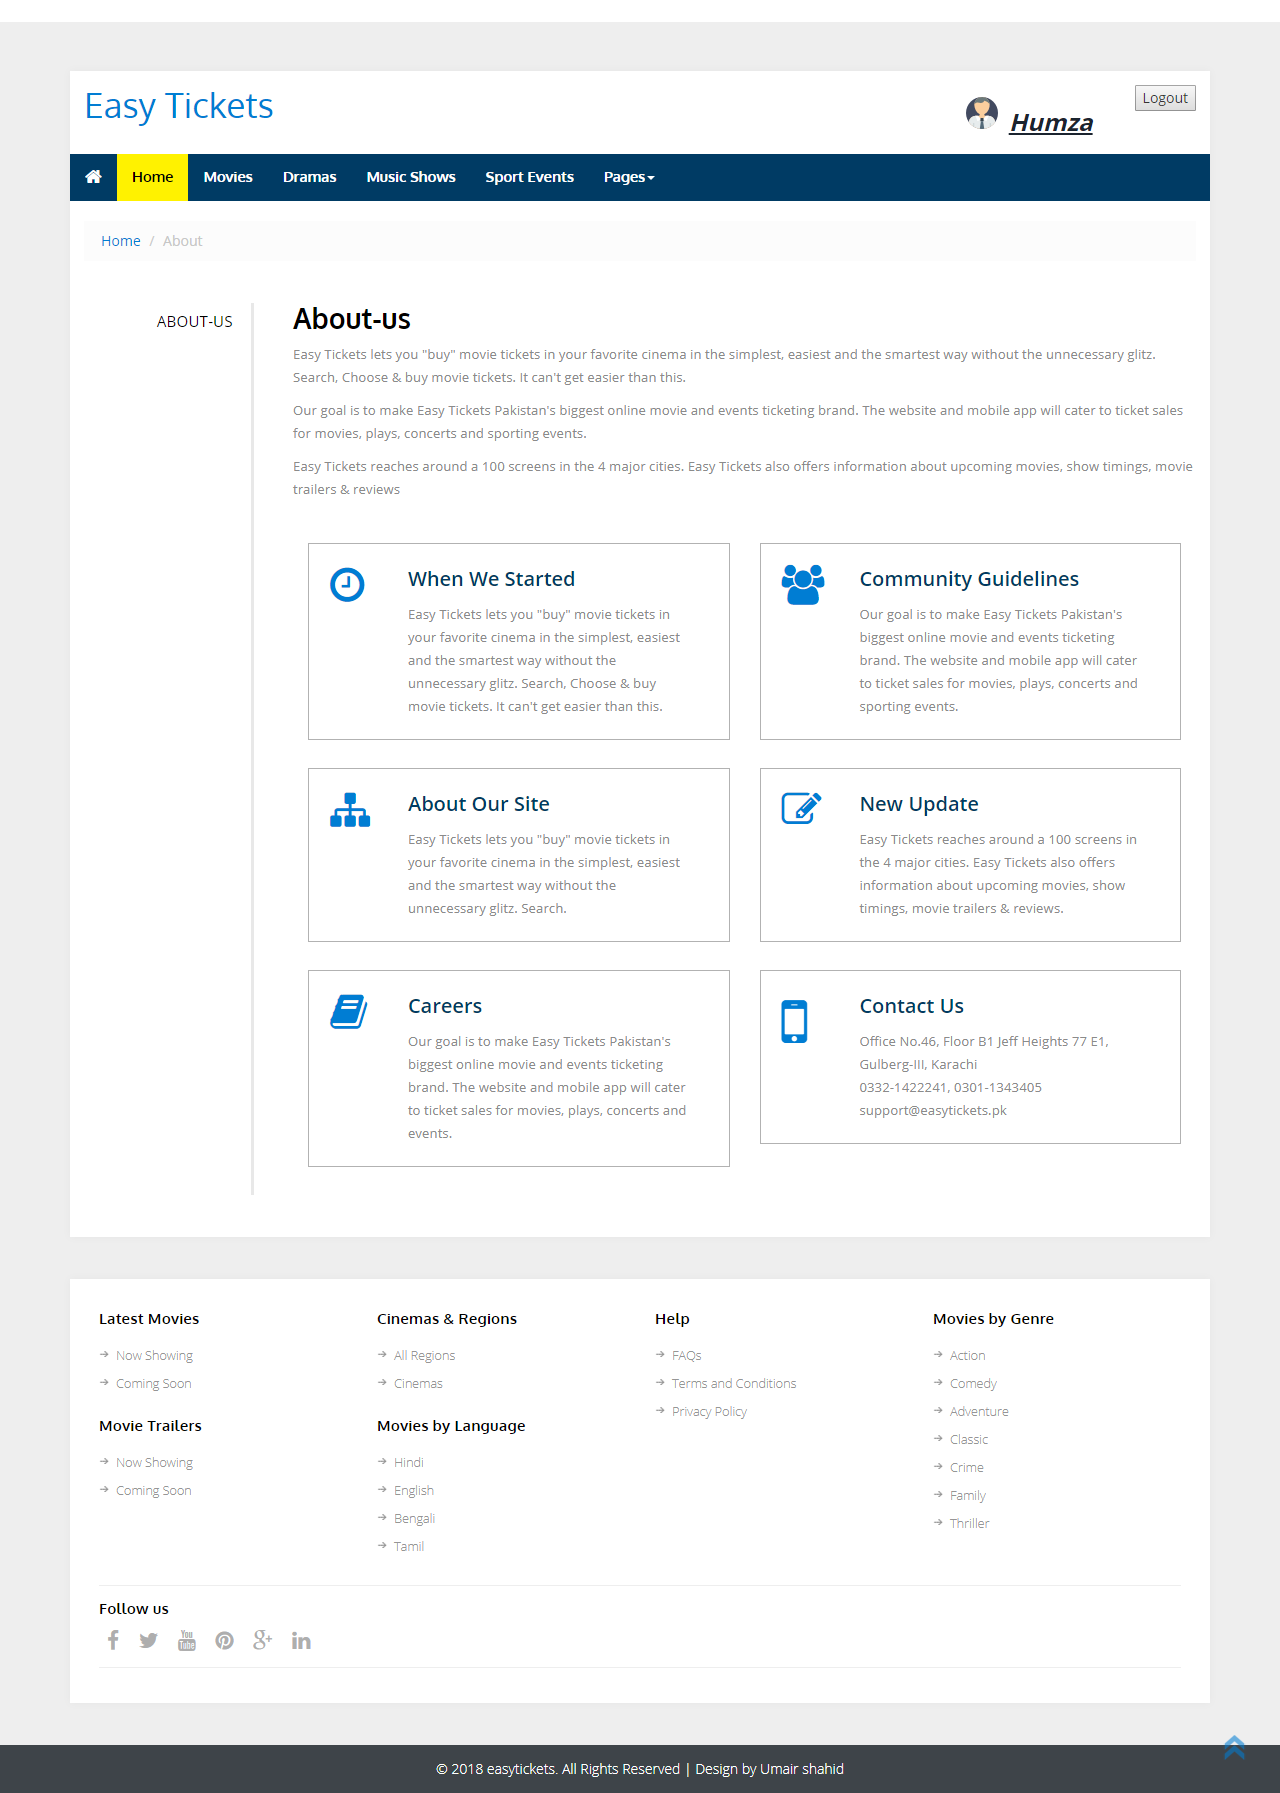 Easy Tickets
Humza
Logout
Home Movies Dramas Music Shows Sport Events Pages
Home / About
ABOUT-US
About-us
Easy Tickets lets you "buy" movie tickets in your favorite cinema in the simplest, easiest and the smartest way without the unnecessary glitz.
Search, Choose & buy movie tickets. It can't get easier than this.
Our goal is to make Easy Tickets Pakistan's biggest online movie and events ticketing brand. The website and mobile app will cater to ticket sales
for movies, plays, concerts and sporting events.
Easy Tickets reaches around a 100 screens in the 4 major cities. Easy Tickets also offers information about upcoming movies, show timings, movie
trailers & reviews
When We Started
Easy Tickets lets you "buy" movie tickets in
your favorite cinema in the simplest, easiest
and the smartest way without the
unnecessary glitz. Search, Choose & buy
movie tickets. It can't get easier than this.
Community Guidelines
Our goal is to make Easy Tickets Pakistan's
biggest online movie and events ticketing
brand. The website and mobile app will cater
to ticket sales for movies, plays, concerts and
sporting events.
About Our Site
Easy Tickets lets you "buy" movie tickets in
your favorite cinema in the simplest, easiest
and the smartest way without the
unnecessary glitz. Search.
New Update
Easy Tickets reaches around a 100 screens in
the 4 major cities. Easy Tickets also offers
information about upcoming movies, show
timings, movie trailers & reviews.
Careers
Our goal is to make Easy Tickets Pakistan's
biggest online movie and events ticketing
brand. The website and mobile app will cater
to ticket sales for movies, plays, concerts and
events.
Contact Us
Office No.46, Floor B1 Jeff Heights 77 E1,
Gulberg-III, Karachi
0332-1422241, 0301-1343405
support@easytickets.pk
Latest Movies
Now Showing
Coming Soon
Movie Trailers
Now Showing
Coming Soon
Cinemas & Regions
All Regions
Cinemas
Movies by Language
Hindi
English
Bengali
Tamil
Help
FAQs
Terms and Conditions
Privacy Policy
Movies by Genre
Action
Comedy
Adventure
Classic
Crime
Family
Thriller
Follow us
You Tube
© 2018 easytickets. All Rights Reserved | Design by Umair shahid